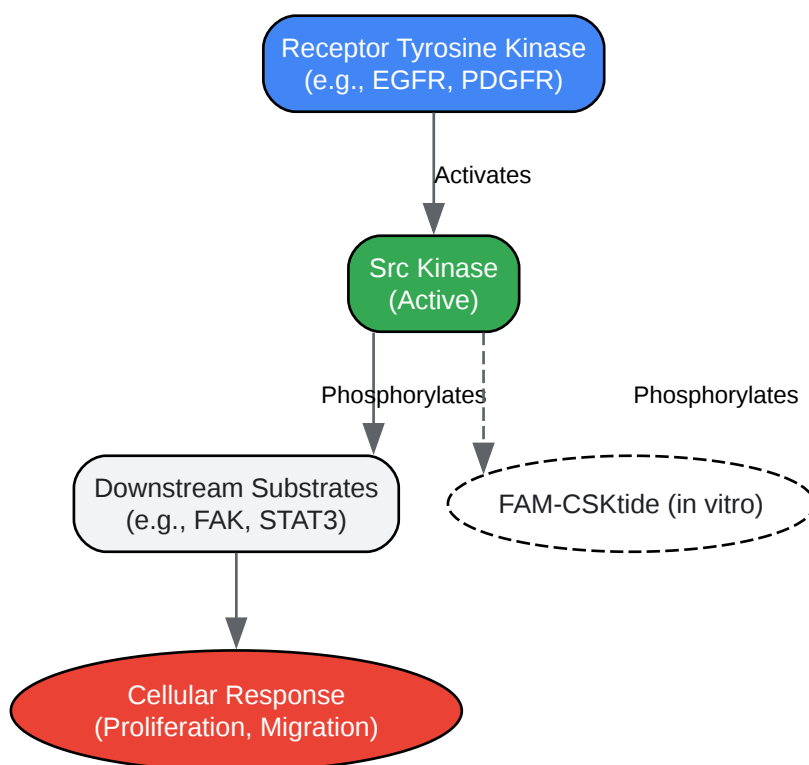 Receptor Tyrosine Kinase
(e.g., EGFR, PDGFR)
Activates
Src Kinase
(Active)
Phosphorylates
Phosphorylates
Downstream Substrates
(e.g., FAK, STAT3)
FAM-CSKtide (in vitro)
Cellular Response
(Proliferation, Migration)